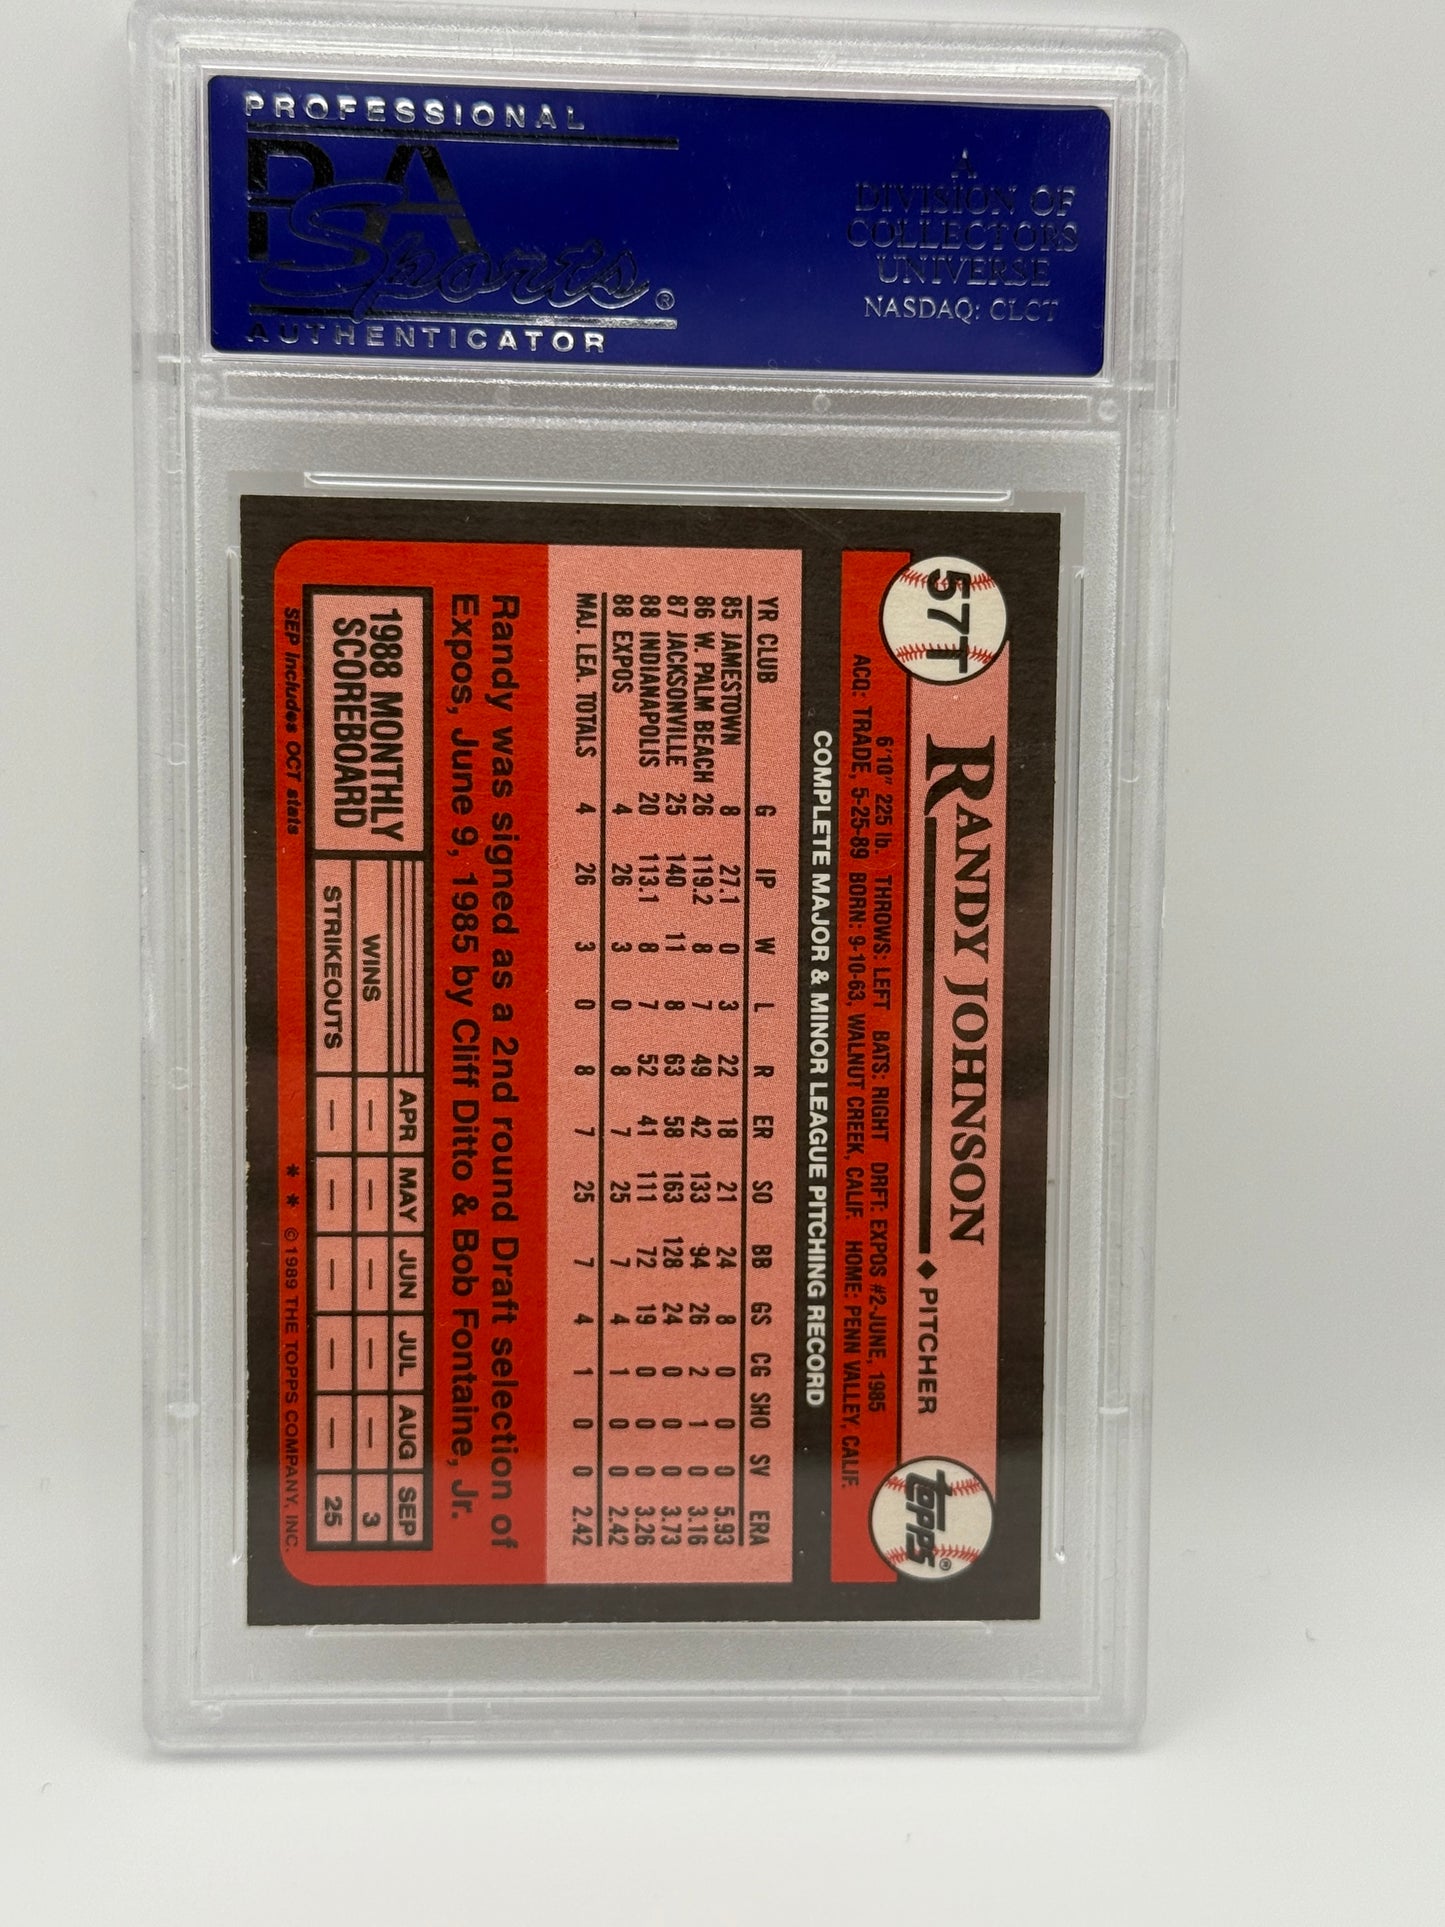 PROFESSIONAL
PSA
Sports®
AUTHENTICATOR
A
DIVISION OF
COLLECTORS
UNIVERSE
NASDAQ: CLCT
57T
RANDY JOHNSON ◆ PITCHER
topps®
6'10" 225 lb. THROWS: LEFT BATS: RIGHT DRFT: EXPOS #2-JUNE, 1985
ACQ: TRADE, 5-25-89 BORN: 9-10-63, WALNUT CREEK, CALIF. HOME: PENN VALLEY, CALIF.
COMPLETE MAJOR & MINOR LEAGUE PITCHING RECORD
YR CLUB G IP W L R ER SO BB GS CG SHO SV ERA
85 JAMESTOWN 8 27.1 0 3 22 18 21 24 8 0 0 0 5.93
86 W. PALM BEACH 26 119.2 8 7 49 42 133 94 26 2 1 0 3.16
87 JACKSONVILLE 25 140 11 8 63 58 163 128 24 0 0 0 3.73
88 INDIANAPOLIS 20 113.1 8 7 52 41 111 72 19 0 0 0 3.26
88 EXPOS 4 26 3 0 8 7 25 7 4 1 0 0 2.42
MAJ. LEA. TOTALS 4 26 3 0 8 7 25 7 4 1 0 0 2.42
Randy was signed as a 2nd round Draft selection of
Expos, June 9, 1985 by Cliff Ditto & Bob Fontaine, Jr.
1988 MONTHLY
SCOREBOARD
APR MAY JUN JUL AUG SEP
WINS — — — — — 3
STRIKEOUTS — — — — — 25
SEP includes OCT stats
* * ©1989 THE TOPPS COMPANY, INC.